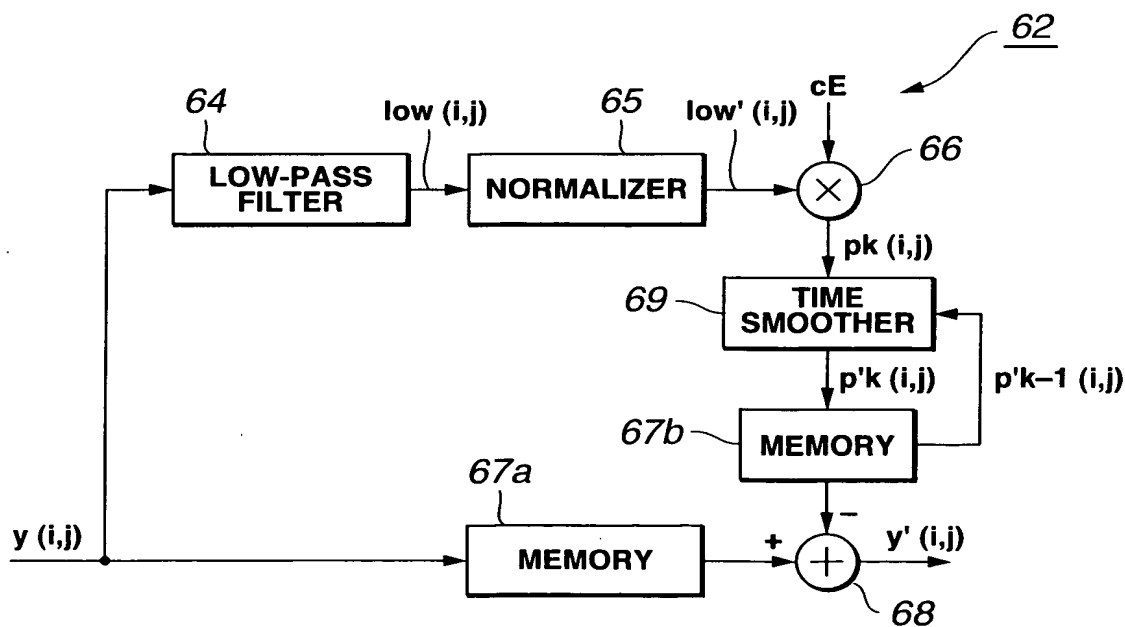 62
cE
64
low (i,j)
65
low' (i,j)
66
LOW-PASS
FILTER
NORMALIZER
×
pk (i,j)
69
TIME
SMOOTHER
p'k (i,j)
p'k–1 (i,j)
67b
MEMORY
67a
–
y (i,j)
MEMORY
+
+
y' (i,j)
68